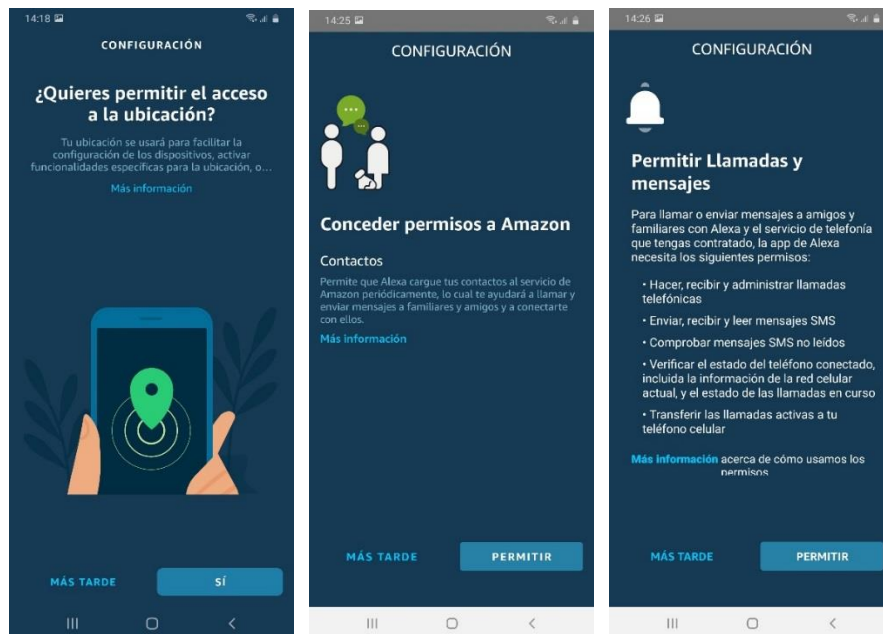 14:18
CONFIGURACIÓN
¿Quieres permitir el acceso
a la ubicación?
Tu ubicación se usará para facilitar la
configuración de los dispositivos, activar
funcionalidades específicas para la ubicación, o...
Más información
MÁS TARDE
SÍ
14:25
CONFIGURACIÓN
Conceder permisos a Amazon
Contactos
Permite que Alexa cargue tus contactos al servicio de
Amazon periódicamente, lo cual te ayudará a llamar y
enviar mensajes a familiares y amigos y a conectarte
con ellos.
Más información
MÁS TARDE
PERMITIR
14:26
CONFIGURACIÓN
Permitir Llamadas y
mensajes
Para llamar o enviar mensajes a amigos y
familiares con Alexa y el servicio de telefonía
que tengas contratado, la app de Alexa
necesita los siguientes permisos:
• Hacer, recibir y administrar llamadas
telefónicas
• Enviar, recibir y leer mensajes SMS
• Comprobar mensajes SMS no leídos
• Verificar el estado del teléfono conectado,
incluida la información de la red celular
actual, y el estado de las llamadas en curso
• Transferir las llamadas activas a tu
teléfono celular
Más información acerca de cómo usamos los
permisos
MÁS TARDE
PERMITIR